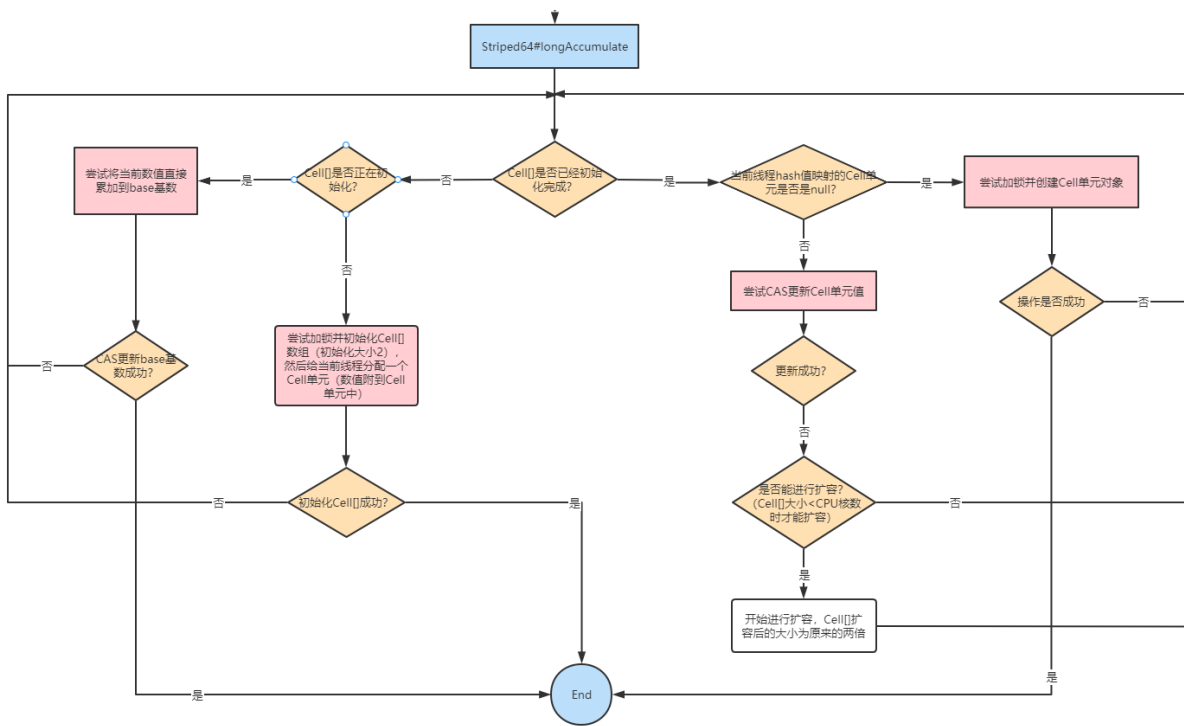 Striped64#longAccumulate
尝试将当前数值直接
累加到base基数
是
Cell[]是否正在初
始化?
否
Cell[]是否已经初始
化完成?
是
当前线程hash值映射的Cell单
元是否是null?
是
尝试加锁并创建Cell单元对象
否
否
尝试CAS更新Cell单元值
操作是否成功
否
尝试加锁并初始化Cell[]
数组（初始化大小2），
然后给当前线程分配一个
Cell单元（数值附到Cell
单元中）
否
CAS更新base基
数成功?
更新成功?
否
是否能进行扩容?
（Cell[]大小<CPU核数
时才能扩容）
否
否
初始化Cell[]成功?
是
是
开始进行扩容，Cell[]扩
容后的大小为原来的两倍
是
End
是